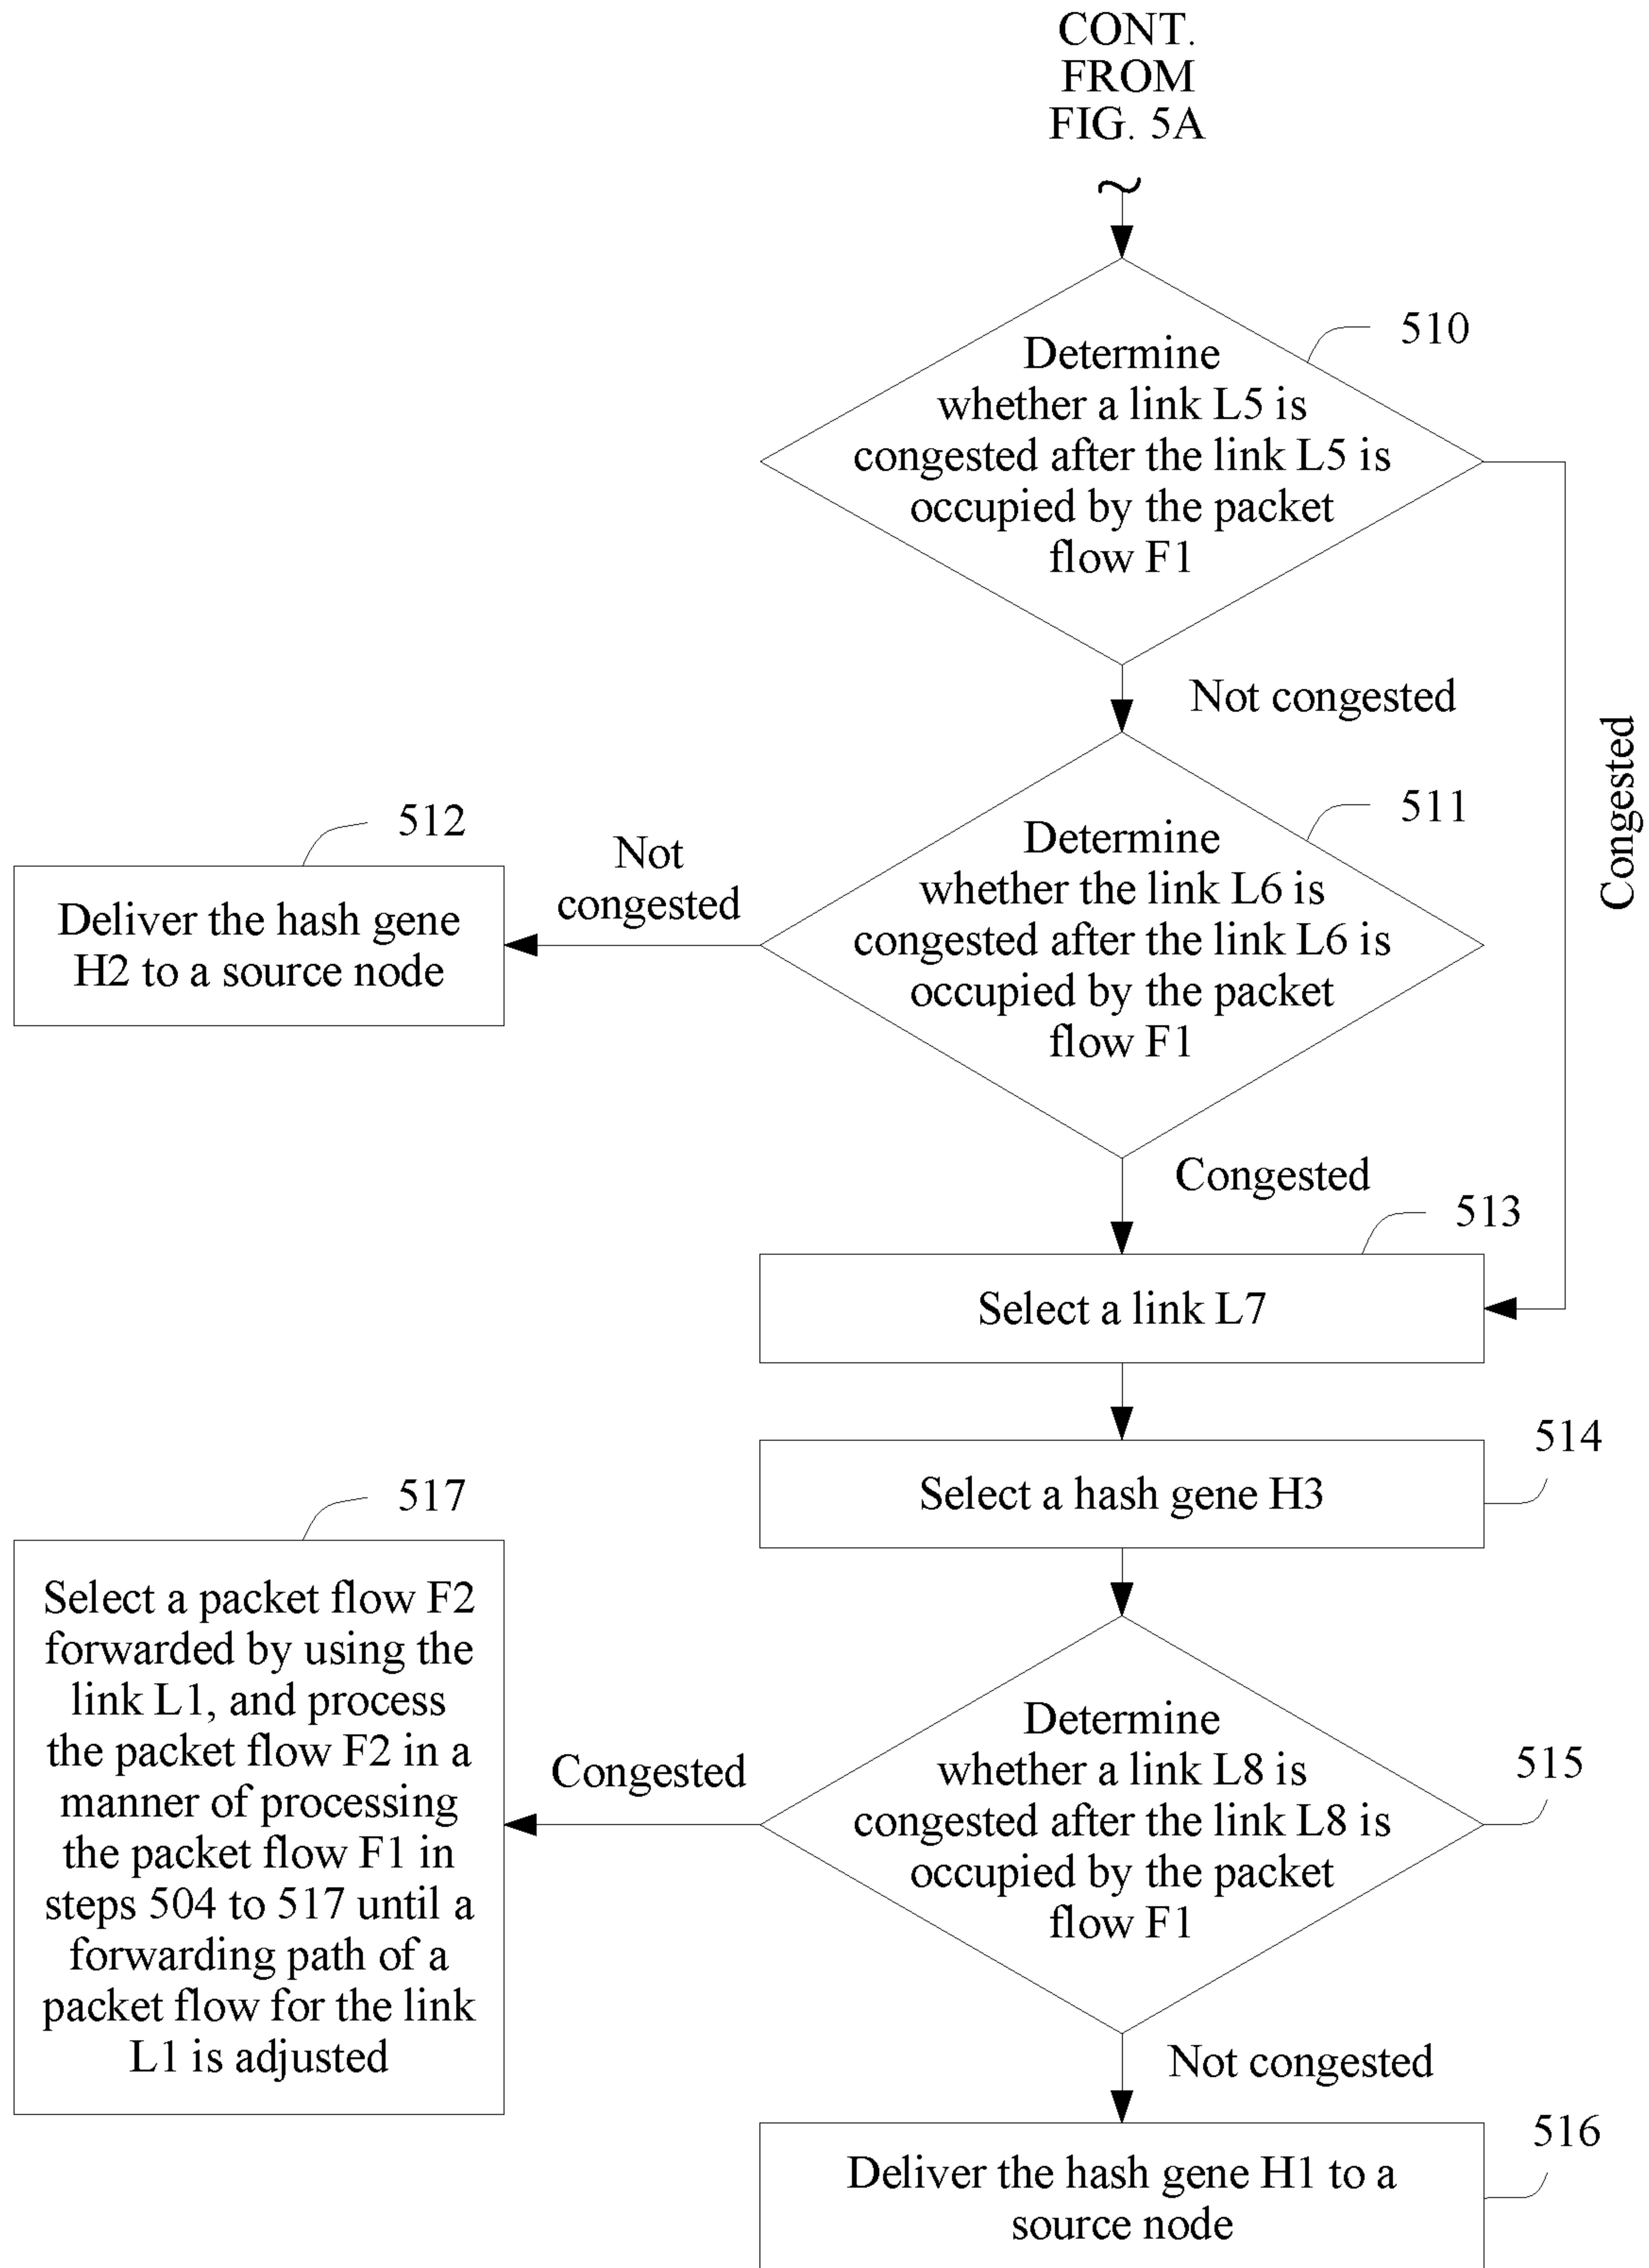 CONT.
FROM
FIG. 5A
Determine
whether a link L5 is
congested after the link L5 is
occupied by the packet
flow F1
510
Not congested
Congested
Determine
whether the link L6 is
congested after the link L6 is
occupied by the packet
flow F1
511
Not
congested
512
Deliver the hash gene
H2 to a source node
Congested
513
Select a link L7
514
Select a hash gene H3
Determine
whether a link L8 is
congested after the link L8 is
occupied by the packet
flow F1
515
Congested
517
Select a packet flow F2
forwarded by using the
link L1, and process
the packet flow F2 in a
manner of processing
the packet flow F1 in
steps 504 to 517 until a
forwarding path of a
packet flow for the link
L1 is adjusted
Not congested
516
Deliver the hash gene H1 to a
source node